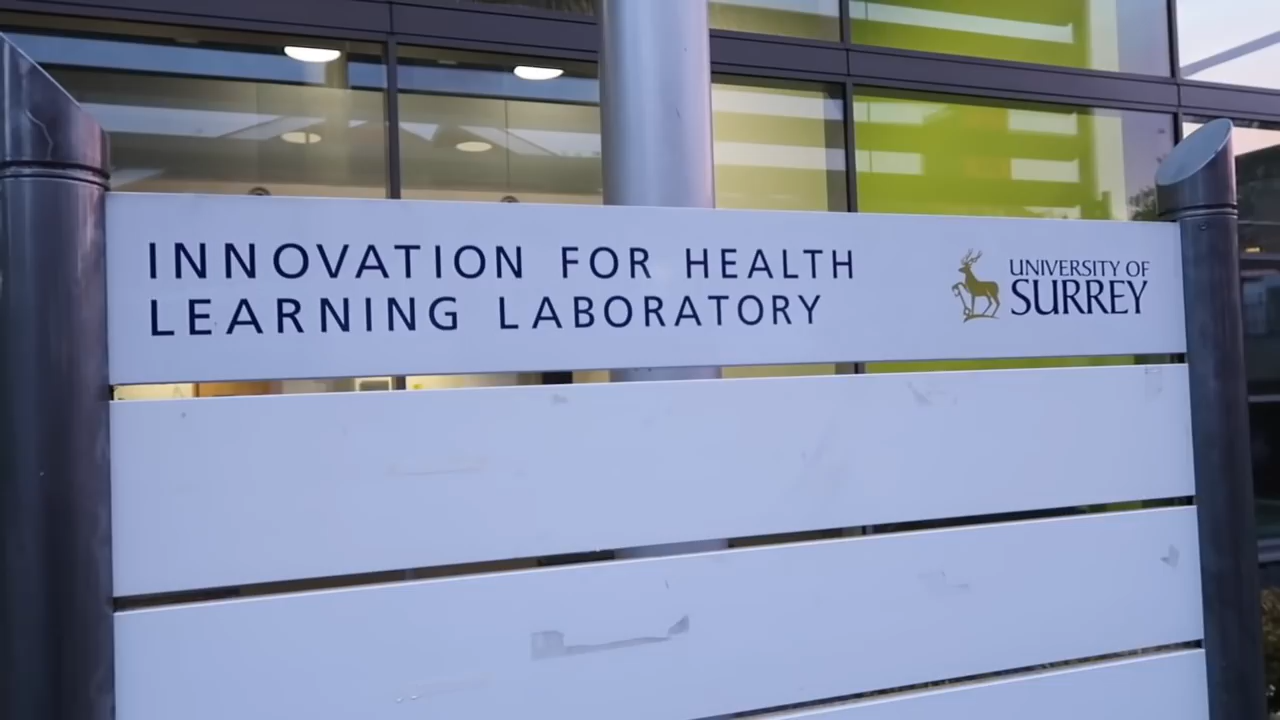 INNOVATION FOR HEALTH
LEARNING LABORATORY
UNIVERSITY OF
SURREY